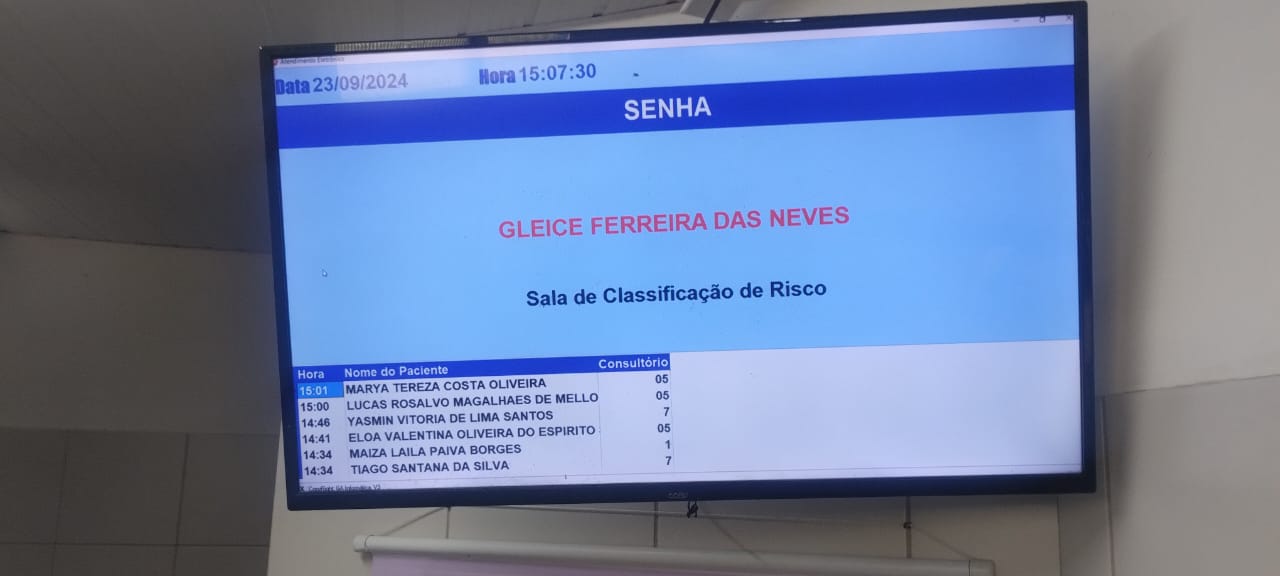 Atendimento Eletrônico
Data 23/09/2024 Hora 15:07:30
SENHA
GLEICE FERREIRA DAS NEVES
Sala de Classificação de Risco
Hora Nome do Paciente Consultório
15:01 MARYA TEREZA COSTA OLIVEIRA 05
15:00 LUCAS ROSALVO MAGALHAES DE MELLO 05
14:46 YASMIN VITORIA DE LIMA SANTOS 7
14:41 ELOA VALENTINA OLIVEIRA DO ESPIRITO 05
14:34 MAIZA LAILA PAIVA BORGES 1
14:34 TIAGO SANTANA DA SILVA 7